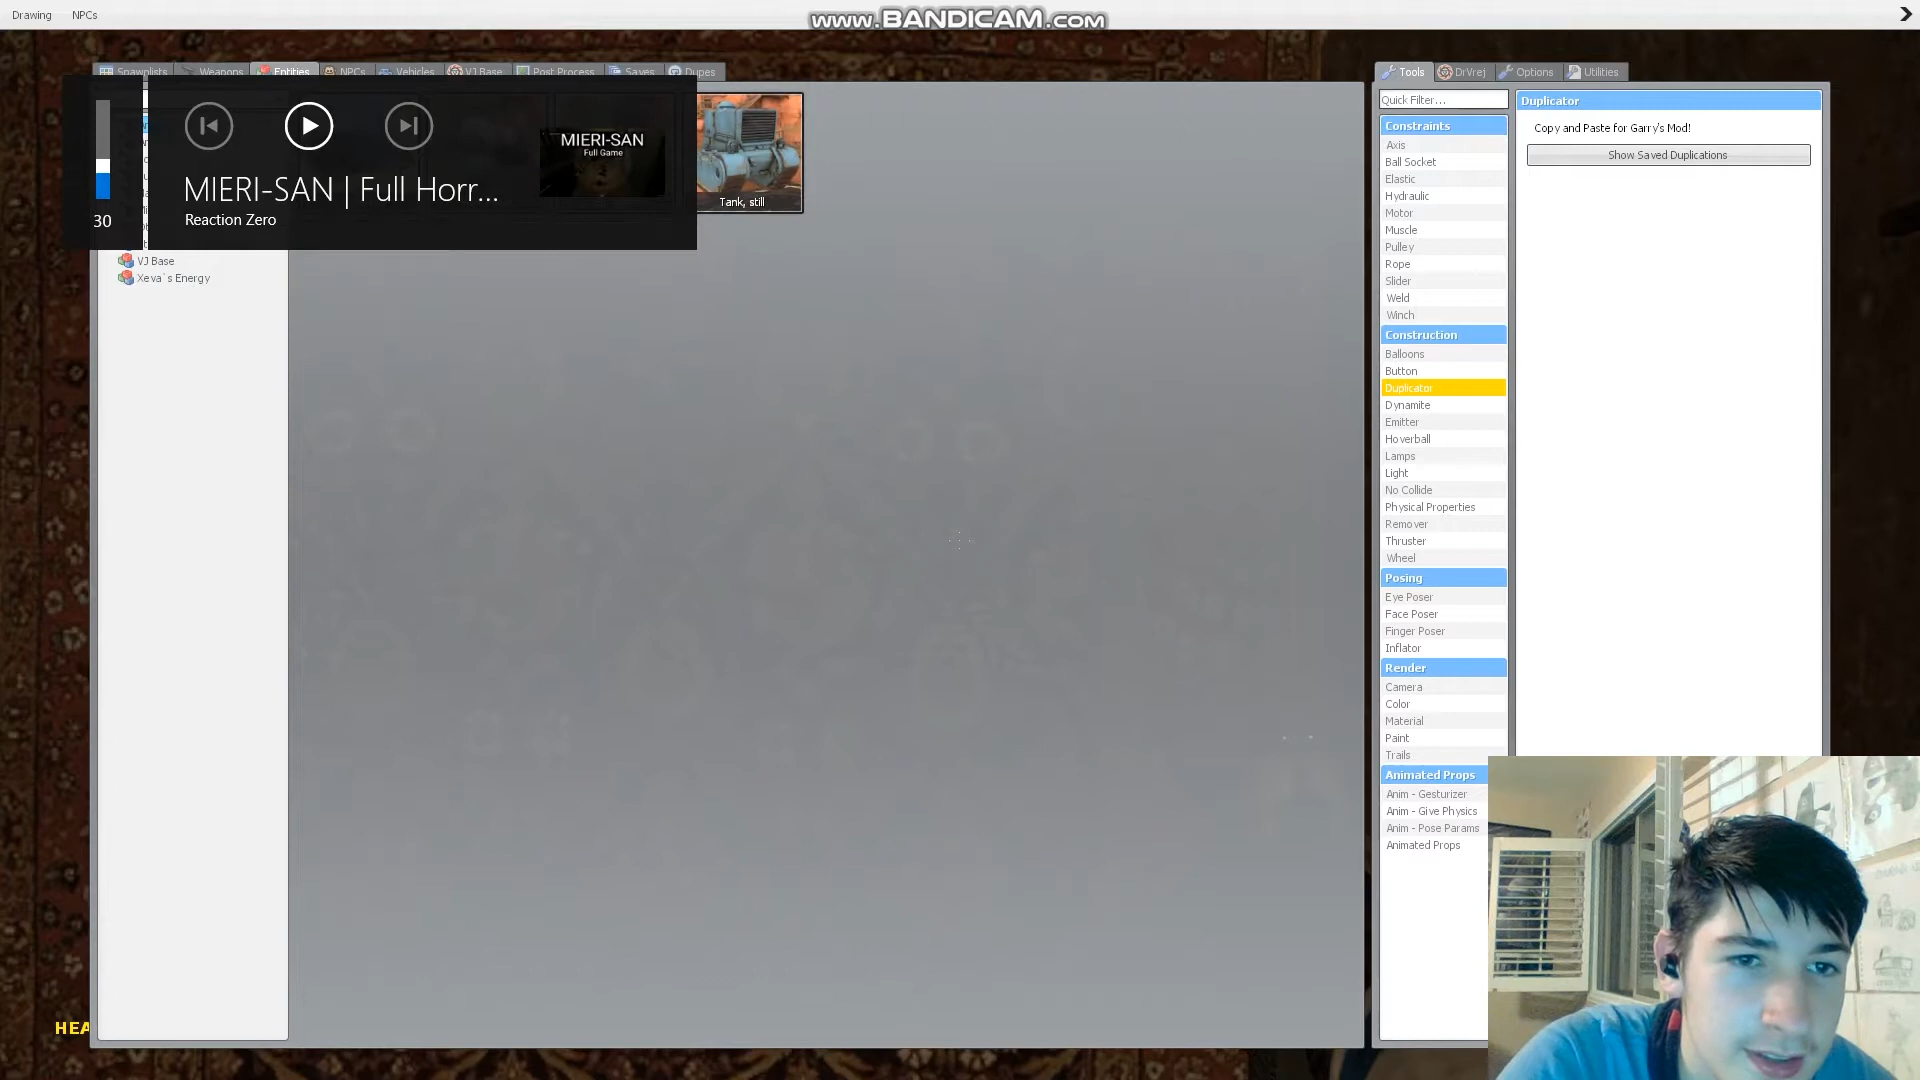 Drawing NPCs
www.BANDICAM.com
Spawnlists Weapons Entities NPCs Vehicles VJ Base Post Process Saves Dupes
MIERI-SAN
Full Game
MIERI-SAN | Full Horr...
Reaction Zero
30
Tank, still
VJ Base
Xeva`s Energy
HEA
Tools DrVrej Options Utilities
Quick Filter...
Constraints
Axis
Ball Socket
Elastic
Hydraulic
Motor
Muscle
Pulley
Rope
Slider
Weld
Winch
Construction
Balloons
Button
Duplicator
Dynamite
Emitter
Hoverball
Lamps
Light
No Collide
Physical Properties
Remover
Thruster
Wheel
Posing
Eye Poser
Face Poser
Finger Poser
Inflator
Render
Camera
Color
Material
Paint
Trails
Animated Props
Anim - Gesturizer
Anim - Give Physics
Anim - Pose Params
Animated Props
Duplicator
Copy and Paste for Garry's Mod!
Show Saved Duplications